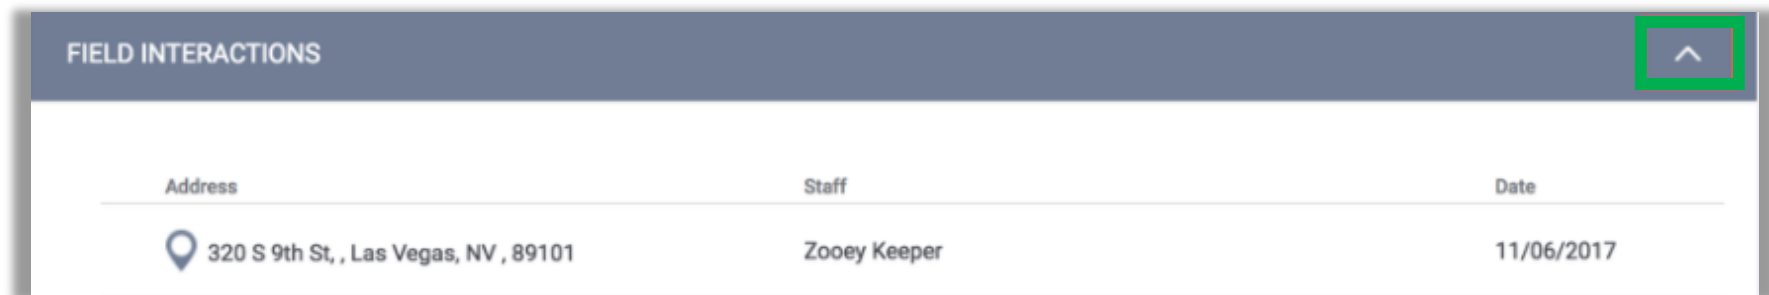 FIELD INTERACTIONS
Address Staff Date
320 S 9th St, , Las Vegas, NV , 89101 Zooey Keeper 11/06/2017